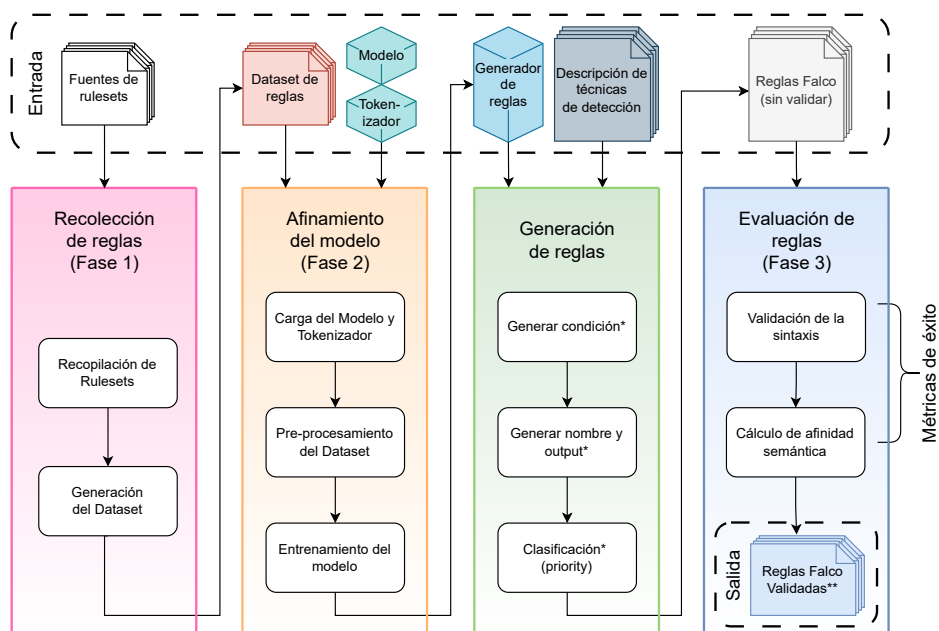 Entrada
Fuentes de
rulesets
Dataset de
reglas
Modelo
Token-
izador
Generador
de
reglas
Descripción de
técnicas
de detección
Reglas Falco
(sin validar)
Recolección
de reglas
(Fase 1)
Recopilación de
Rulesets
Generación
del Dataset
Afinamiento
del modelo
(Fase 2)
Carga del Modelo y
Tokenizador
Pre-procesamiento
del Dataset
Entrenamiento del
modelo
Generación
de reglas
Generar condición*
Generar nombre y
output*
Clasificación*
(priority)
Evaluación de
reglas
(Fase 3)
Validación de la
sintaxis
Cálculo de afinidad
semántica
Métricas de éxito
Salida
Reglas Falco
Validadas**